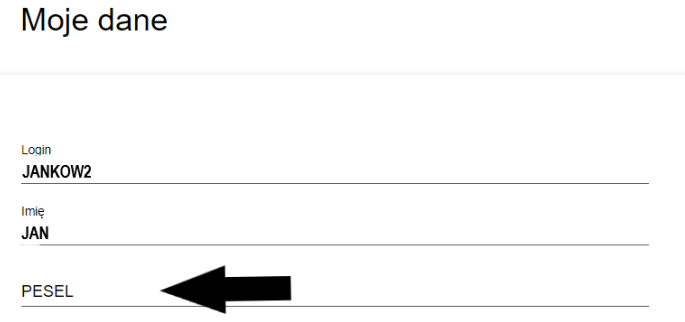 Moje dane
Login
JANKOW2
Imię
JAN
PESEL